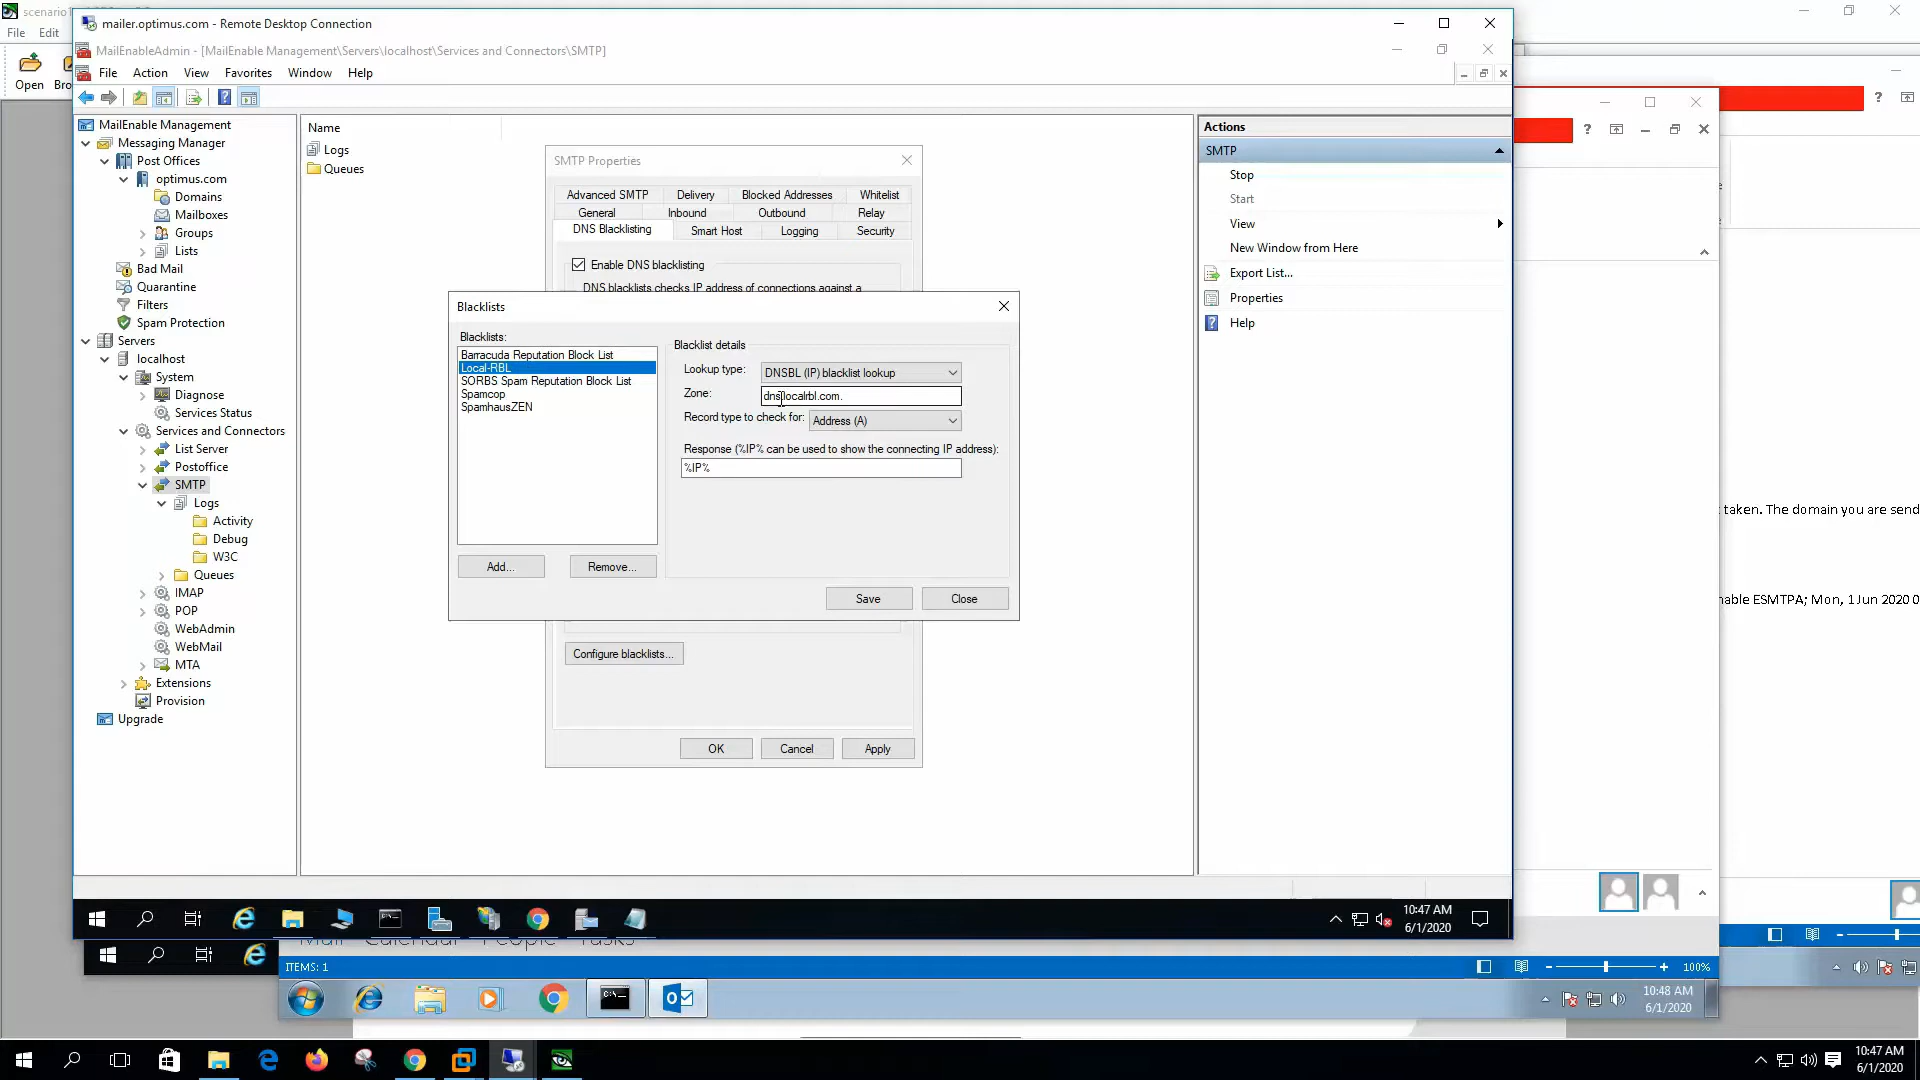 scenario1
File Edit
Open Bro
mailer.optimus.com - Remote Desktop Connection
MailEnableAdmin - [MailEnable Management\Servers\localhost\Services and Connectors\SMTP]
File Action View Favorites Window Help
MailEnable Management
Messaging Manager
Post Offices
optimus.com
Domains
Mailboxes
Groups
Lists
Bad Mail
Quarantine
Filters
Spam Protection
Servers
localhost
System
Diagnose
Services Status
Services and Connectors
List Server
Postoffice
SMTP
Logs
Activity
Debug
W3C
Queues
IMAP
POP
WebAdmin
WebMail
MTA
Extensions
Provision
Upgrade
Name
Logs
Queues
SMTP Properties
Advanced SMTP Delivery Blocked Addresses Whitelist
General Inbound Outbound Relay
DNS Blacklisting Smart Host Logging Security
Enable DNS blacklisting
DNS blacklists checks IP address of connections against a
Blacklists
Blacklists:
Barracuda Reputation Block List
Local-RBL
SORBS Spam Reputation Block List
Spamcop
SpamhausZEN
Add...
Remove...
Blacklist details
Lookup type: DNSBL (IP) blacklist lookup
Zone: dnslocalrbl.com.
Record type to check for: Address (A)
Response (%IP% can be used to show the connecting IP address):
%IP%
Save
Close
Configure blacklists...
OK Cancel Apply
Actions
SMTP
Stop
Start
View
New Window from Here
Export List...
Properties
Help
taken. The domain you are send
nable ESMTPA; Mon, 1 Jun 2020 0
10:47 AM
6/1/2020
Mail Calendar People Tasks
ITEMS: 1
100%
10:48 AM
6/1/2020
10:47 AM
6/1/2020